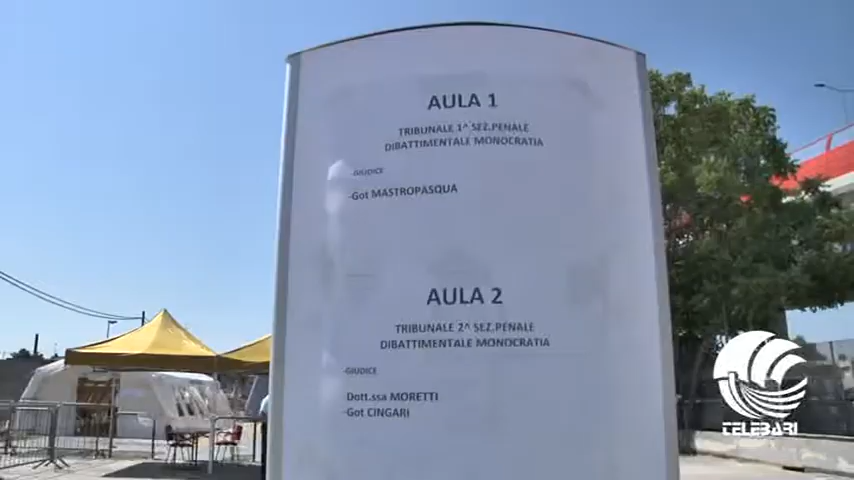 AULA 1
TRIBUNALE 1^ SEZ.PENALE
DIBATTIMENTALE MONOCRATIA
GIUDICE
-Got MASTROPASQUA
AULA 2
TRIBUNALE 2^ SEZ.PENALE
DIBATTIMENTALE MONOCRATIA
GIUDICE
Dott.ssa MORETTI
-Got CINGARI
TELEBARI